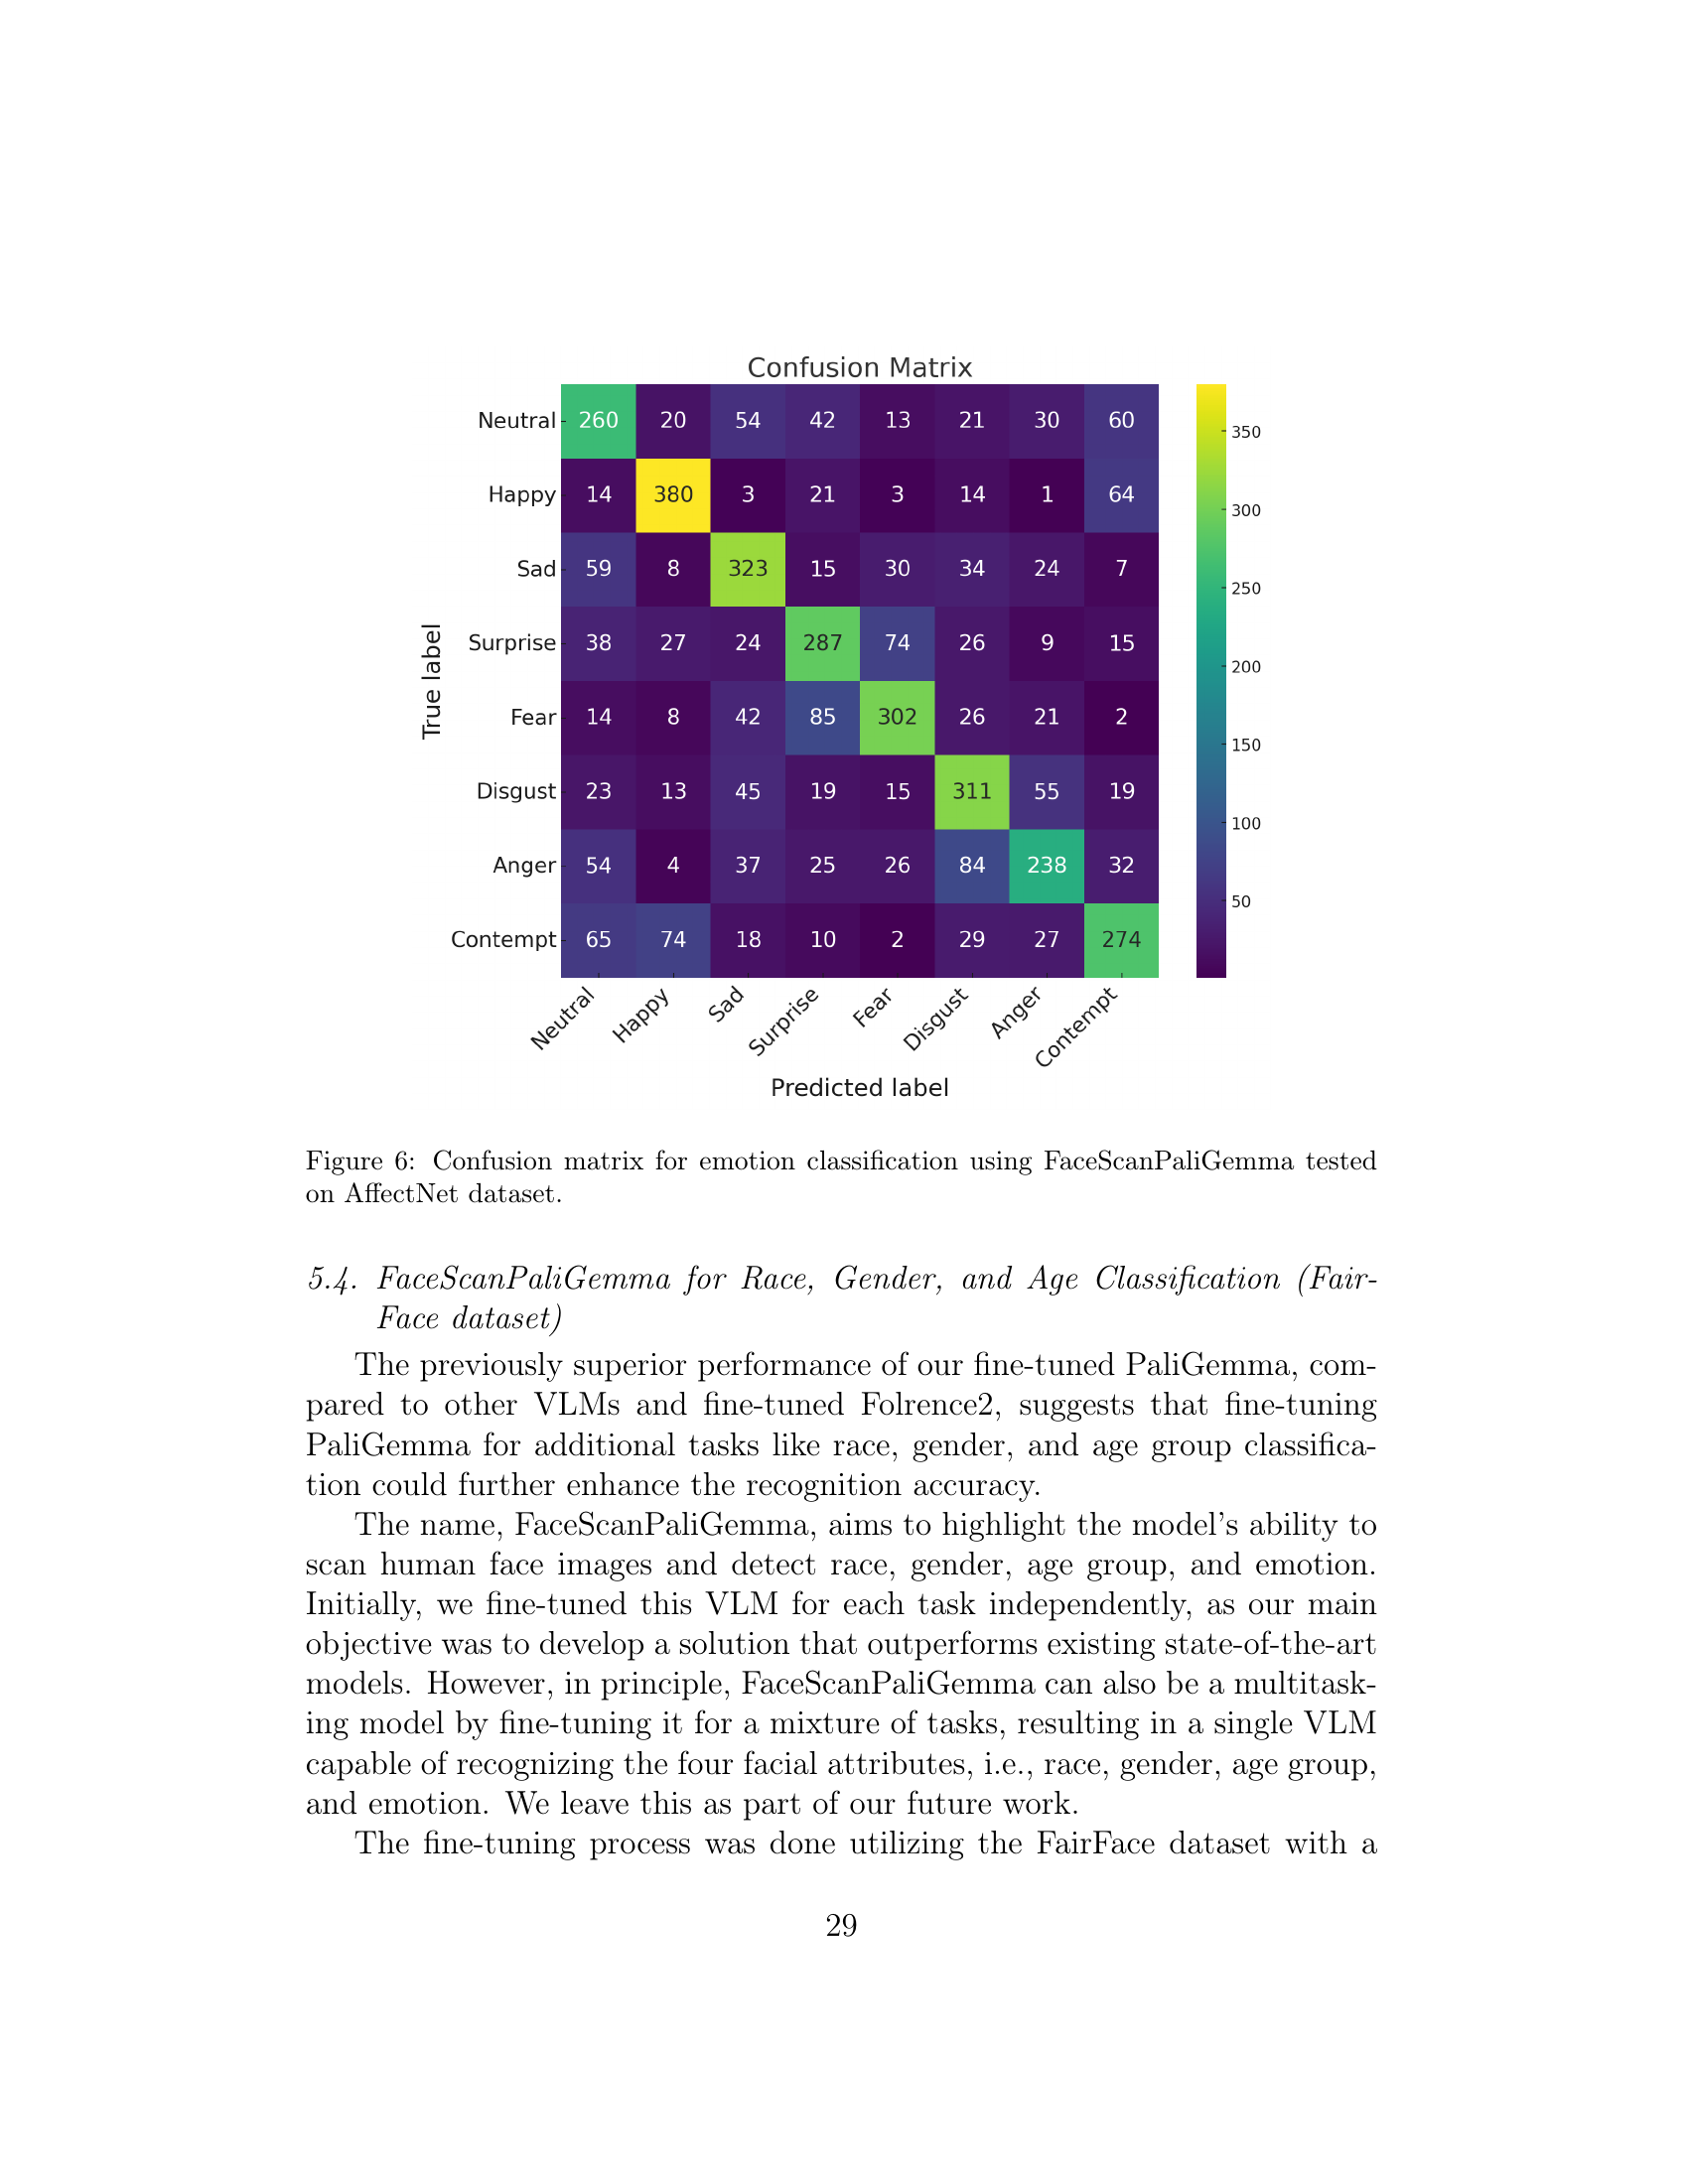 Confusion Matrix
Neutral 260 20 54 42 13 21 30 60
Happy 14 380 3 21 3 14 1 64
Sad 59 8 323 15 30 34 24 7
Surprise 38 27 24 287 74 26 9 15
Fear 14 8 42 85 302 26 21 2
Disgust 23 13 45 19 15 311 55 19
Anger 54 4 37 25 26 84 238 32
Contempt 65 74 18 10 2 29 27 274
True label
Neutral Happy Sad Surprise Fear Disgust Anger Contempt
Predicted label
350
300
250
200
150
100
50
Figure 6: Confusion matrix for emotion classification using FaceScanPaliGemma tested
on AffectNet dataset.
5.4. FaceScanPaliGemma for Race, Gender, and Age Classification (Fair-
Face dataset)
The previously superior performance of our fine-tuned PaliGemma, com-
pared to other VLMs and fine-tuned Folrence2, suggests that fine-tuning
PaliGemma for additional tasks like race, gender, and age group classifica-
tion could further enhance the recognition accuracy.
The name, FaceScanPaliGemma, aims to highlight the model's ability to
scan human face images and detect race, gender, age group, and emotion.
Initially, we fine-tuned this VLM for each task independently, as our main
objective was to develop a solution that outperforms existing state-of-the-art
models. However, in principle, FaceScanPaliGemma can also be a multitask-
ing model by fine-tuning it for a mixture of tasks, resulting in a single VLM
capable of recognizing the four facial attributes, i.e., race, gender, age group,
and emotion. We leave this as part of our future work.
The fine-tuning process was done utilizing the FairFace dataset with a
29